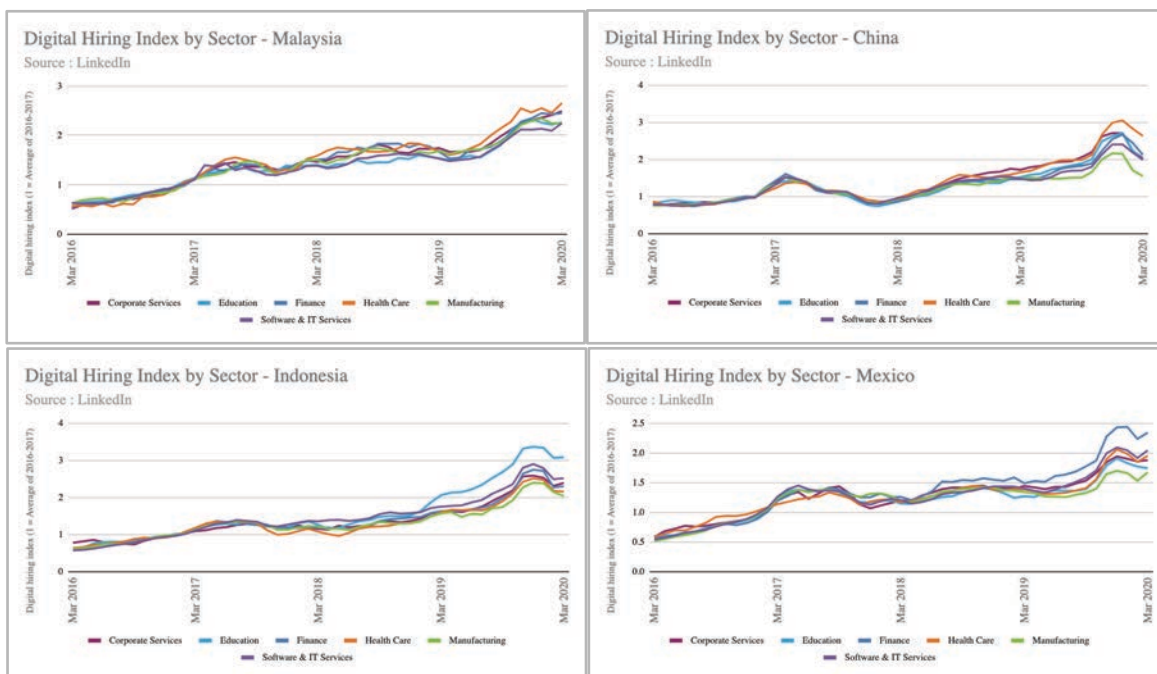 Digital Hiring Index by Sector - Malaysia
Source : LinkedIn
Digital hiring index (1 = Average of 2016-2017)
3
2
1
0
Mar 2016
Mar 2017
Mar 2018
Mar 2019
Mar 2020
Corporate Services Education Finance Health Care Manufacturing
Software & IT Services
Digital Hiring Index by Sector - China
Source : LinkedIn
Digital hiring index (1 = Average of 2016-2017)
4
3
2
1
0
Mar 2016
Mar 2017
Mar 2018
Mar 2019
Mar 2020
Corporate Services Education Finance Health Care Manufacturing
Software & IT Services
Digital Hiring Index by Sector - Indonesia
Source : LinkedIn
Digital hiring index (1 = Average of 2016-2017)
4
3
2
1
0
Mar 2016
Mar 2017
Mar 2018
Mar 2019
Mar 2020
Corporate Services Education Finance Health Care Manufacturing
Software & IT Services
Digital Hiring Index by Sector - Mexico
Source : LinkedIn
Digital hiring index (1 = Average of 2016-2017)
2.5
2.0
1.5
1.0
0.5
0.0
Mar 2016
Mar 2017
Mar 2018
Mar 2019
Mar 2020
Corporate Services Education Finance Health Care Manufacturing
Software & IT Services